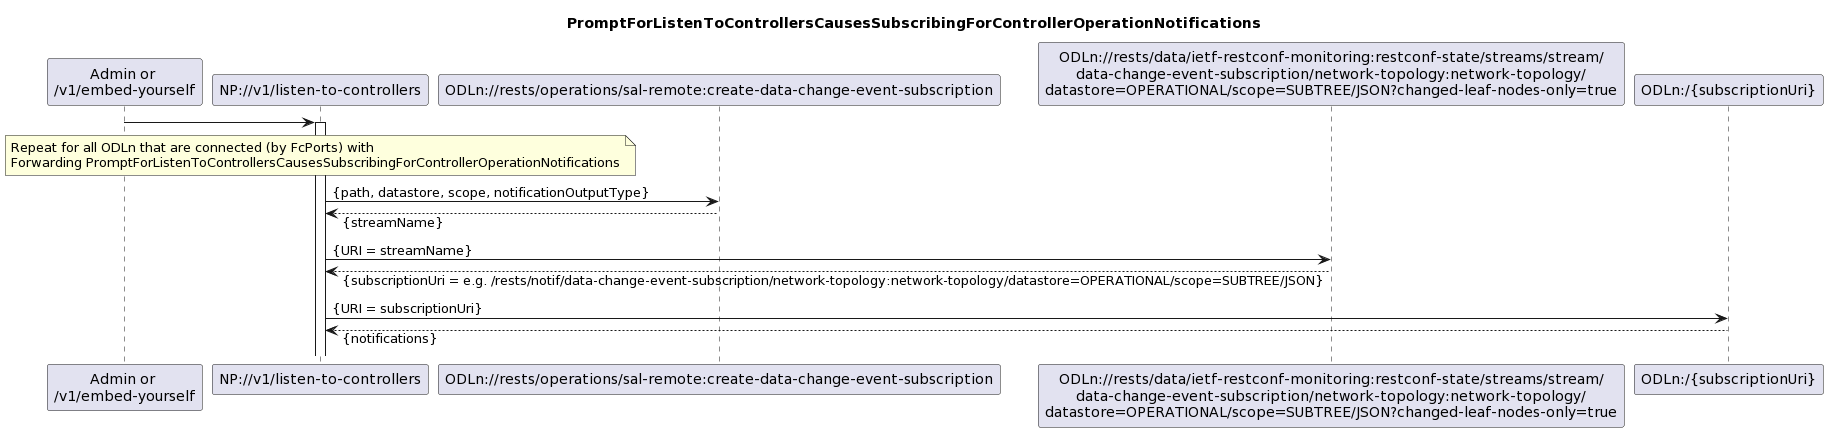 PromptForListenToControllersCausesSubscribingForControllerOperationNotifications
Admin or
/v1/embed-yourself
NP://v1/listen-to-controllers
ODLn://rests/operations/sal-remote:create-data-change-event-subscription
ODLn://rests/data/ietf-restconf-monitoring:restconf-state/streams/stream/
data-change-event-subscription/network-topology:network-topology/
datastore=OPERATIONAL/scope=SUBTREE/JSON?changed-leaf-nodes-only=true
ODLn:/{subscriptionUri}
Repeat for all ODLn that are connected (by FcPorts) with
Forwarding PromptForListenToControllersCausesSubscribingForControllerOperationNotifications
{path, datastore, scope, notificationOutputType}
{streamName}
{URI = streamName}
{subscriptionUri = e.g. /rests/notif/data-change-event-subscription/network-topology:network-topology/datastore=OPERATIONAL/scope=SUBTREE/JSON}
{URI = subscriptionUri}
{notifications}
Admin or
/v1/embed-yourself
NP://v1/listen-to-controllers
ODLn://rests/operations/sal-remote:create-data-change-event-subscription
ODLn://rests/data/ietf-restconf-monitoring:restconf-state/streams/stream/
data-change-event-subscription/network-topology:network-topology/
datastore=OPERATIONAL/scope=SUBTREE/JSON?changed-leaf-nodes-only=true
ODLn:/{subscriptionUri}